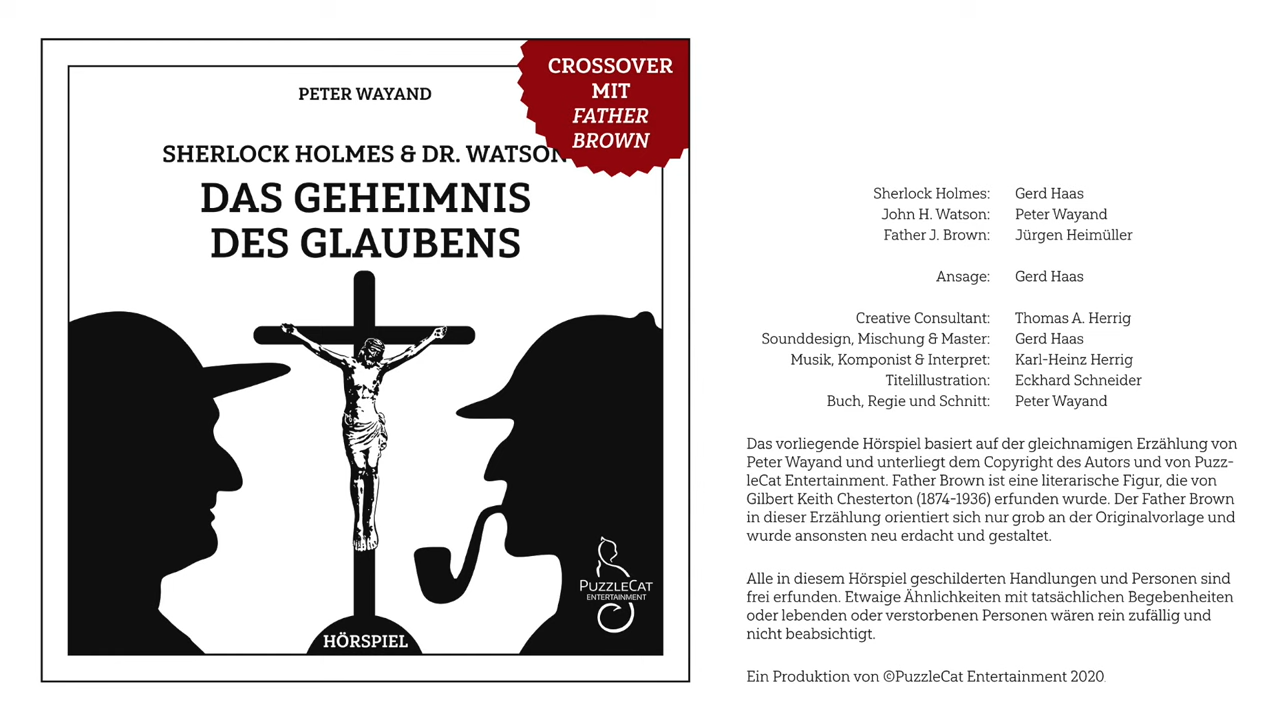 PETER WAYAND
CROSSOVER
MIT
FATHER
BROWN
SHERLOCK HOLMES & DR. WATSON
DAS GEHEIMNIS
DES GLAUBENS
PUZZLECAT
ENTERTAINMENT
HÖRSPIEL
Sherlock Holmes: Gerd Haas
John H. Watson: Peter Wayand
Father J. Brown: Jürgen Heimüller
Ansage: Gerd Haas
Creative Consultant: Thomas A. Herrig
Sounddesign, Mischung & Master: Gerd Haas
Musik, Komponist & Interpret: Karl-Heinz Herrig
Titelillustration: Eckhard Schneider
Buch, Regie und Schnitt: Peter Wayand
Das vorliegende Hörspiel basiert auf der gleichnamigen Erzählung von
Peter Wayand und unterliegt dem Copyright des Autors und von Puzz-
leCat Entertainment. Father Brown ist eine literarische Figur, die von
Gilbert Keith Chesterton (1874-1936) erfunden wurde. Der Father Brown
in dieser Erzählung orientiert sich nur grob an der Originalvorlage und
wurde ansonsten neu erdacht und gestaltet.
Alle in diesem Hörspiel geschilderten Handlungen und Personen sind
frei erfunden. Etwaige Ähnlichkeiten mit tatsächlichen Begebenheiten
oder lebenden oder verstorbenen Personen wären rein zufällig und
nicht beabsichtigt.
Ein Produktion von ©PuzzleCat Entertainment 2020